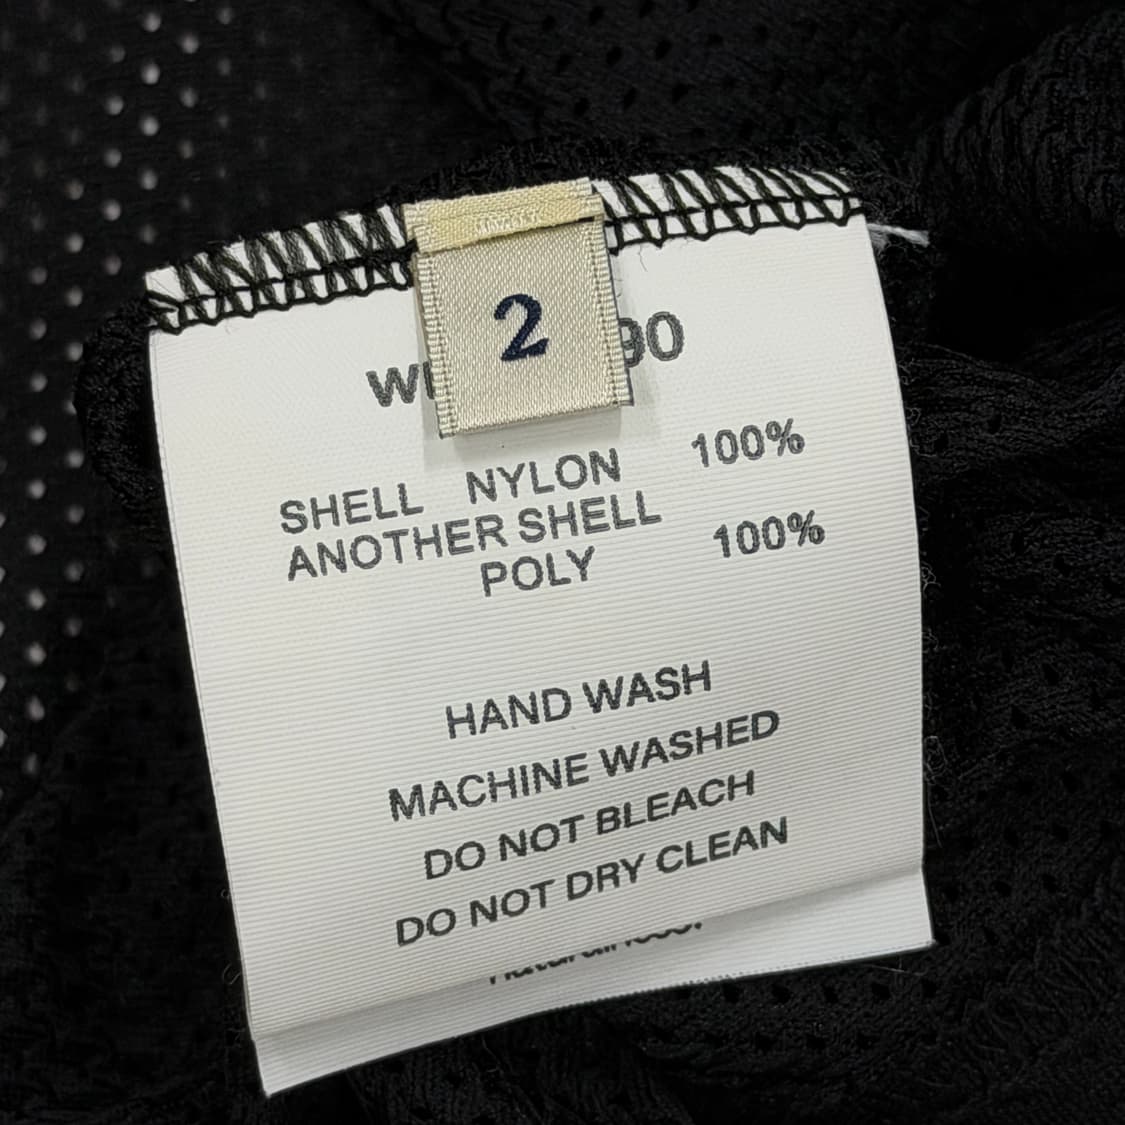 2
90
SHELL NYLON 100%
ANOTHER SHELL
POLY 100%
HAND WASH
MACHINE WASHED
DO NOT BLEACH
DO NOT DRY CLEAN